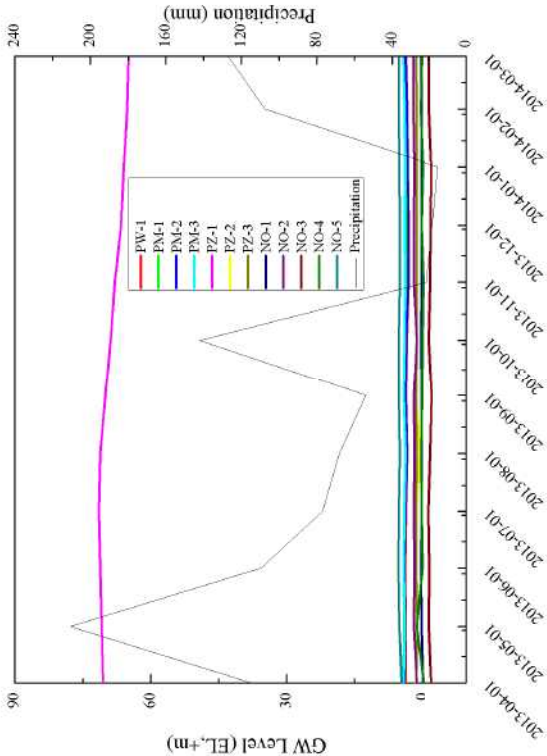 GW Level (EL,+m)
90
60
30
0
Precipitation (mm)
240
200
160
120
80
40
0
PW-1
PM-1
PM-2
PM-3
PZ-1
PZ-2
PZ-3
NO-1
NO-2
NO-3
NO-4
NO-5
Precipitation
2013-04-01
2013-05-01
2013-06-01
2013-07-01
2013-08-01
2013-09-01
2013-10-01
2013-11-01
2013-12-01
2014-01-01
2014-02-01
2014-03-01